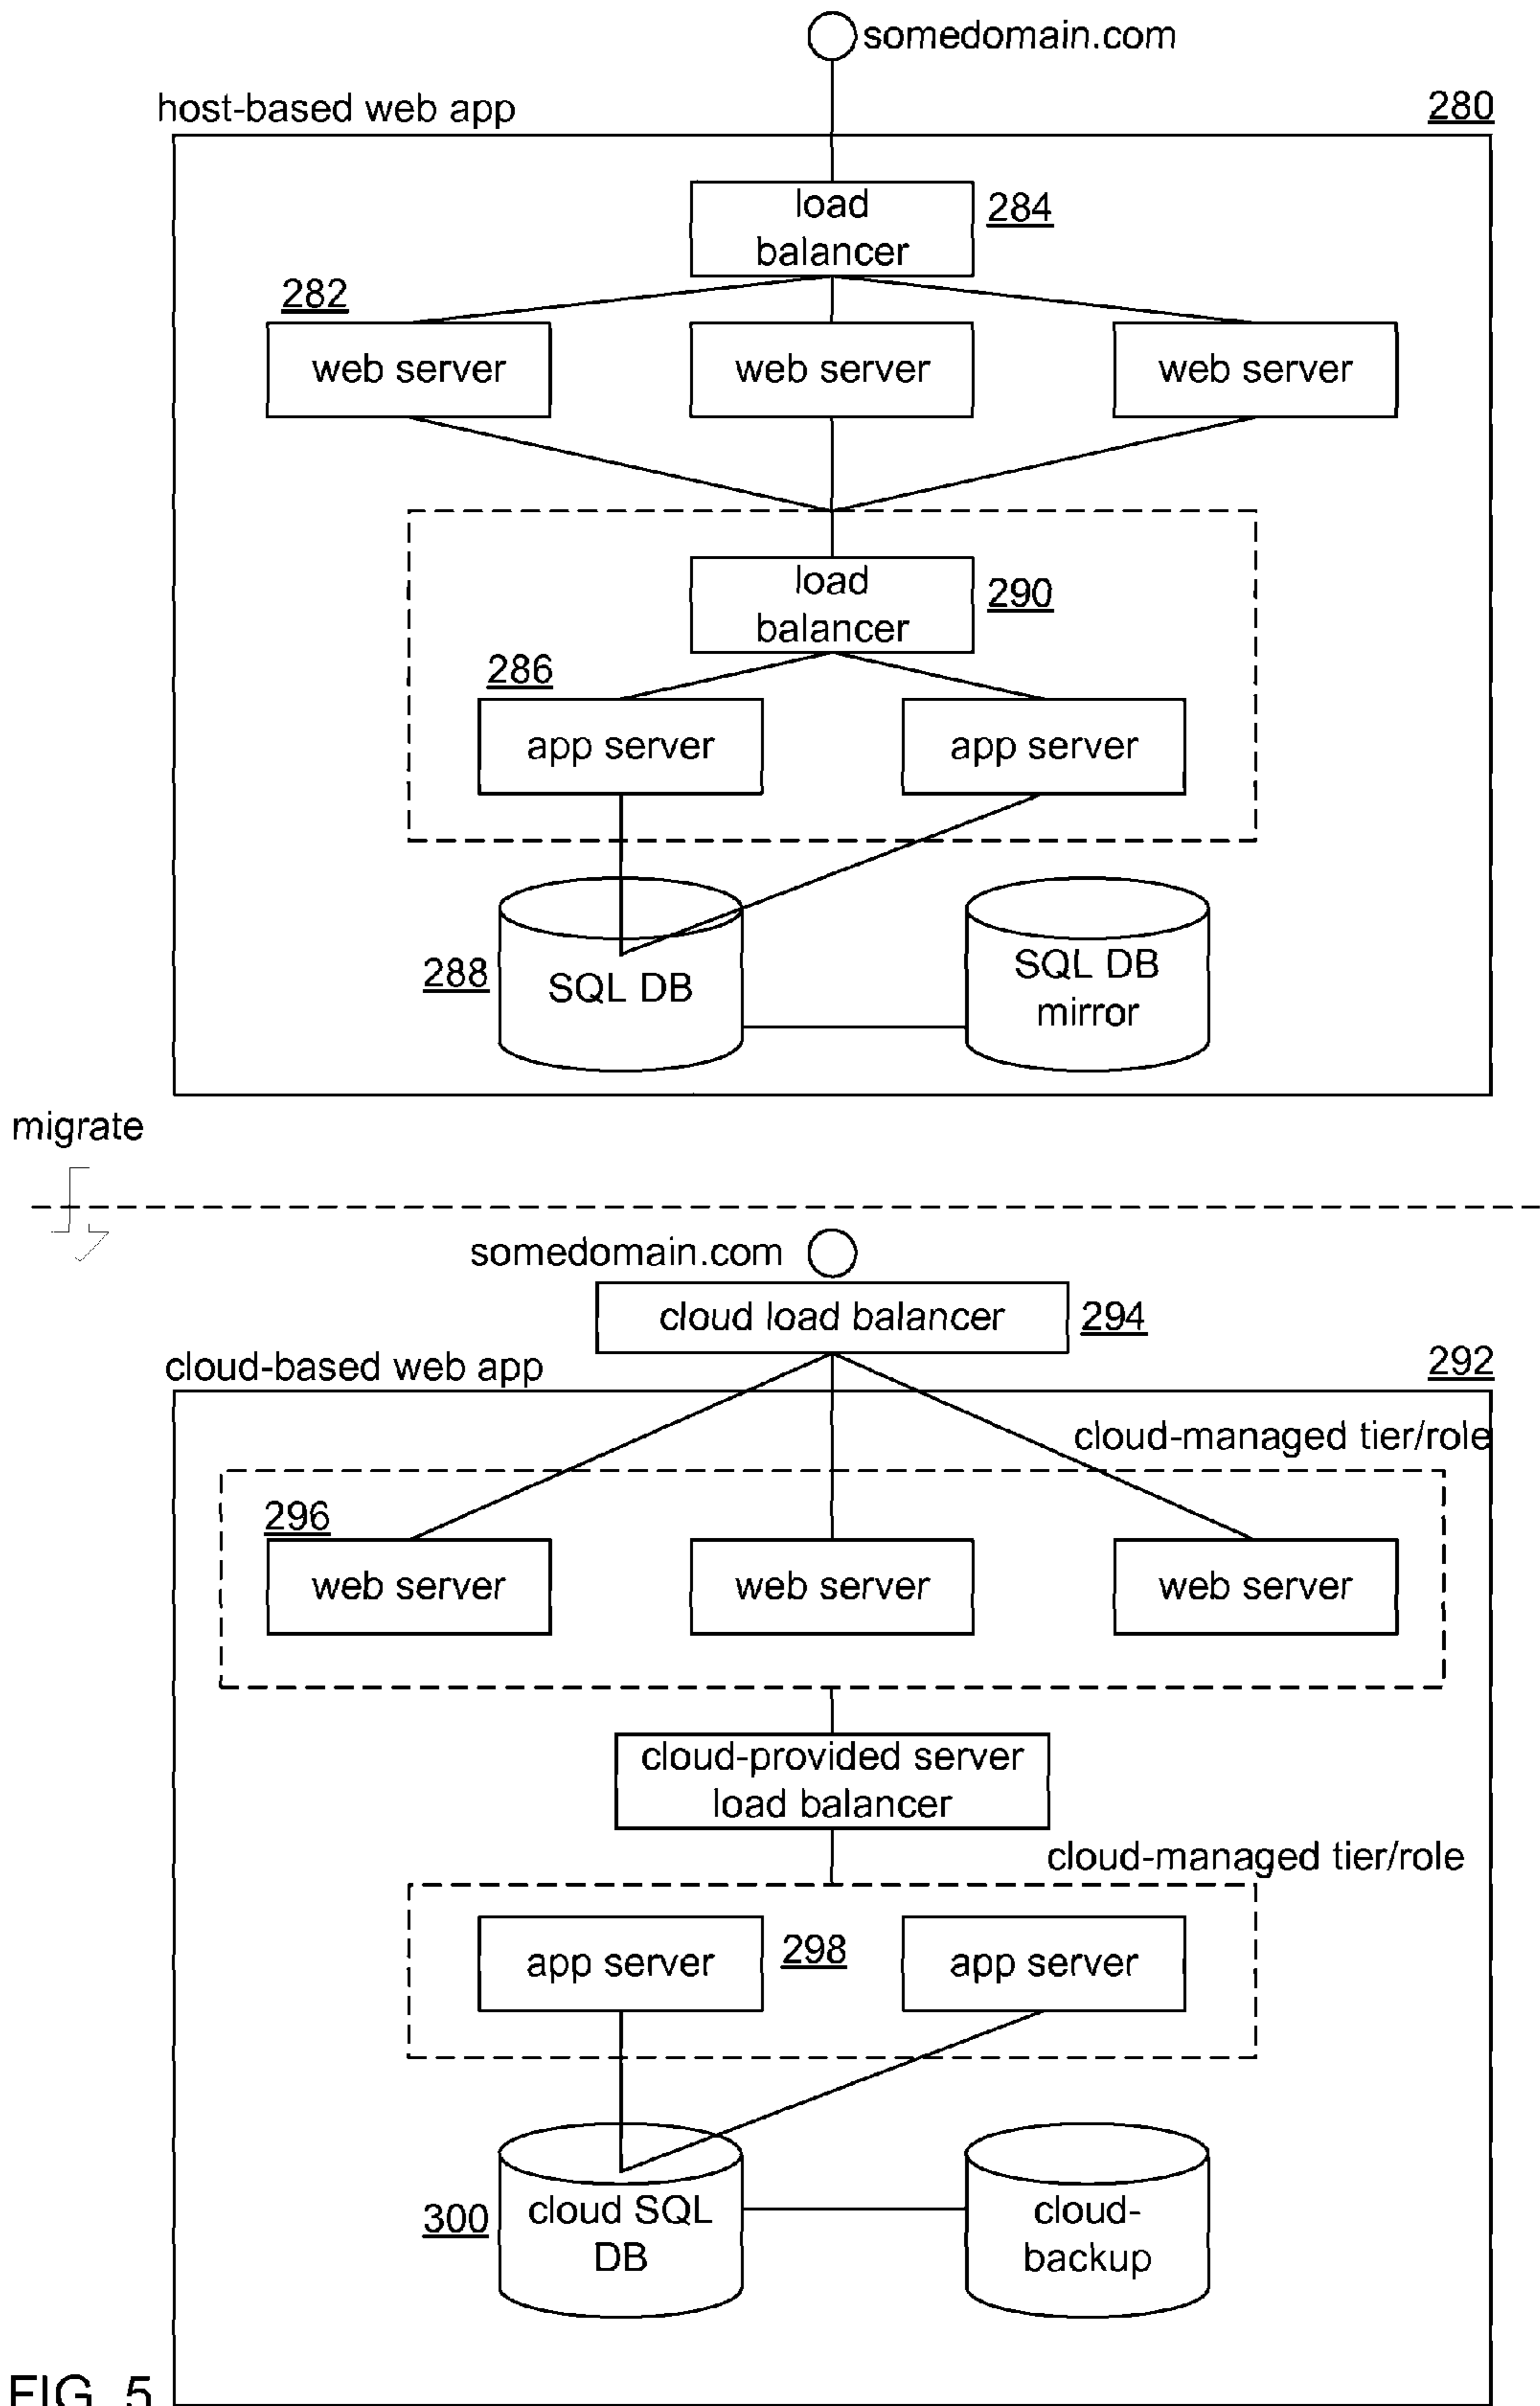 somedomain.com
host-based web app
280
load
balancer
284
282
web server
web server
web server
load
balancer
290
286
app server
app server
288
SQL DB
SQL DB
mirror
migrate
somedomain.com
cloud load balancer
294
cloud-based web app
292
cloud-managed tier/role
296
web server
web server
web server
cloud-provided server
load balancer
cloud-managed tier/role
app server
298
app server
300
cloud SQL
DB
cloud-
backup
FIG. 5